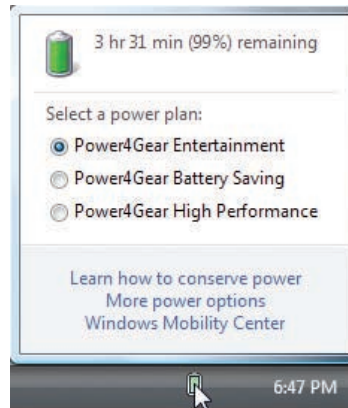 3 hr 31 min (99%) remaining
Select a power plan:
Power4Gear Entertainment
Power4Gear Battery Saving
Power4Gear High Performance
Learn how to conserve power
More power options
Windows Mobility Center
6:47 PM